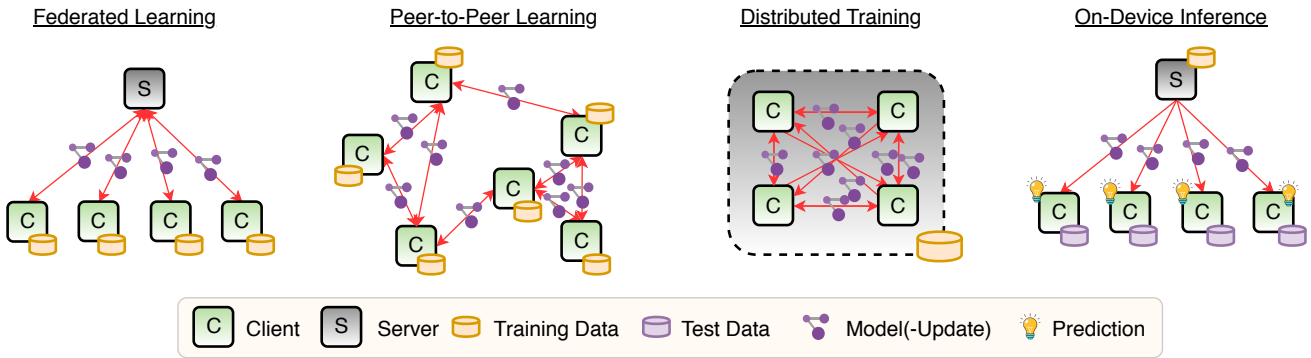 Federated Learning
Peer-to-Peer Learning
Distributed Training
On-Device Inference
S
C
C
C
C
C
C
C
C
C
C
C
C
C
C
S
C
C
C
C
C
Client
S
Server
Training Data
Test Data
Model(-Update)
Prediction